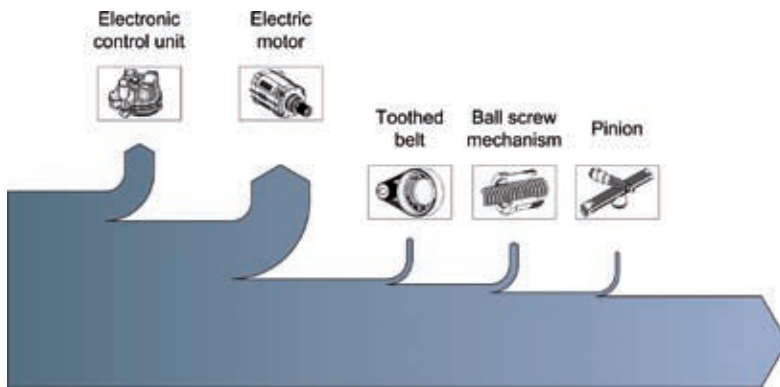 Electronic
control unit
Electric
motor
Toothed
belt
Ball screw
mechanism
Pinion